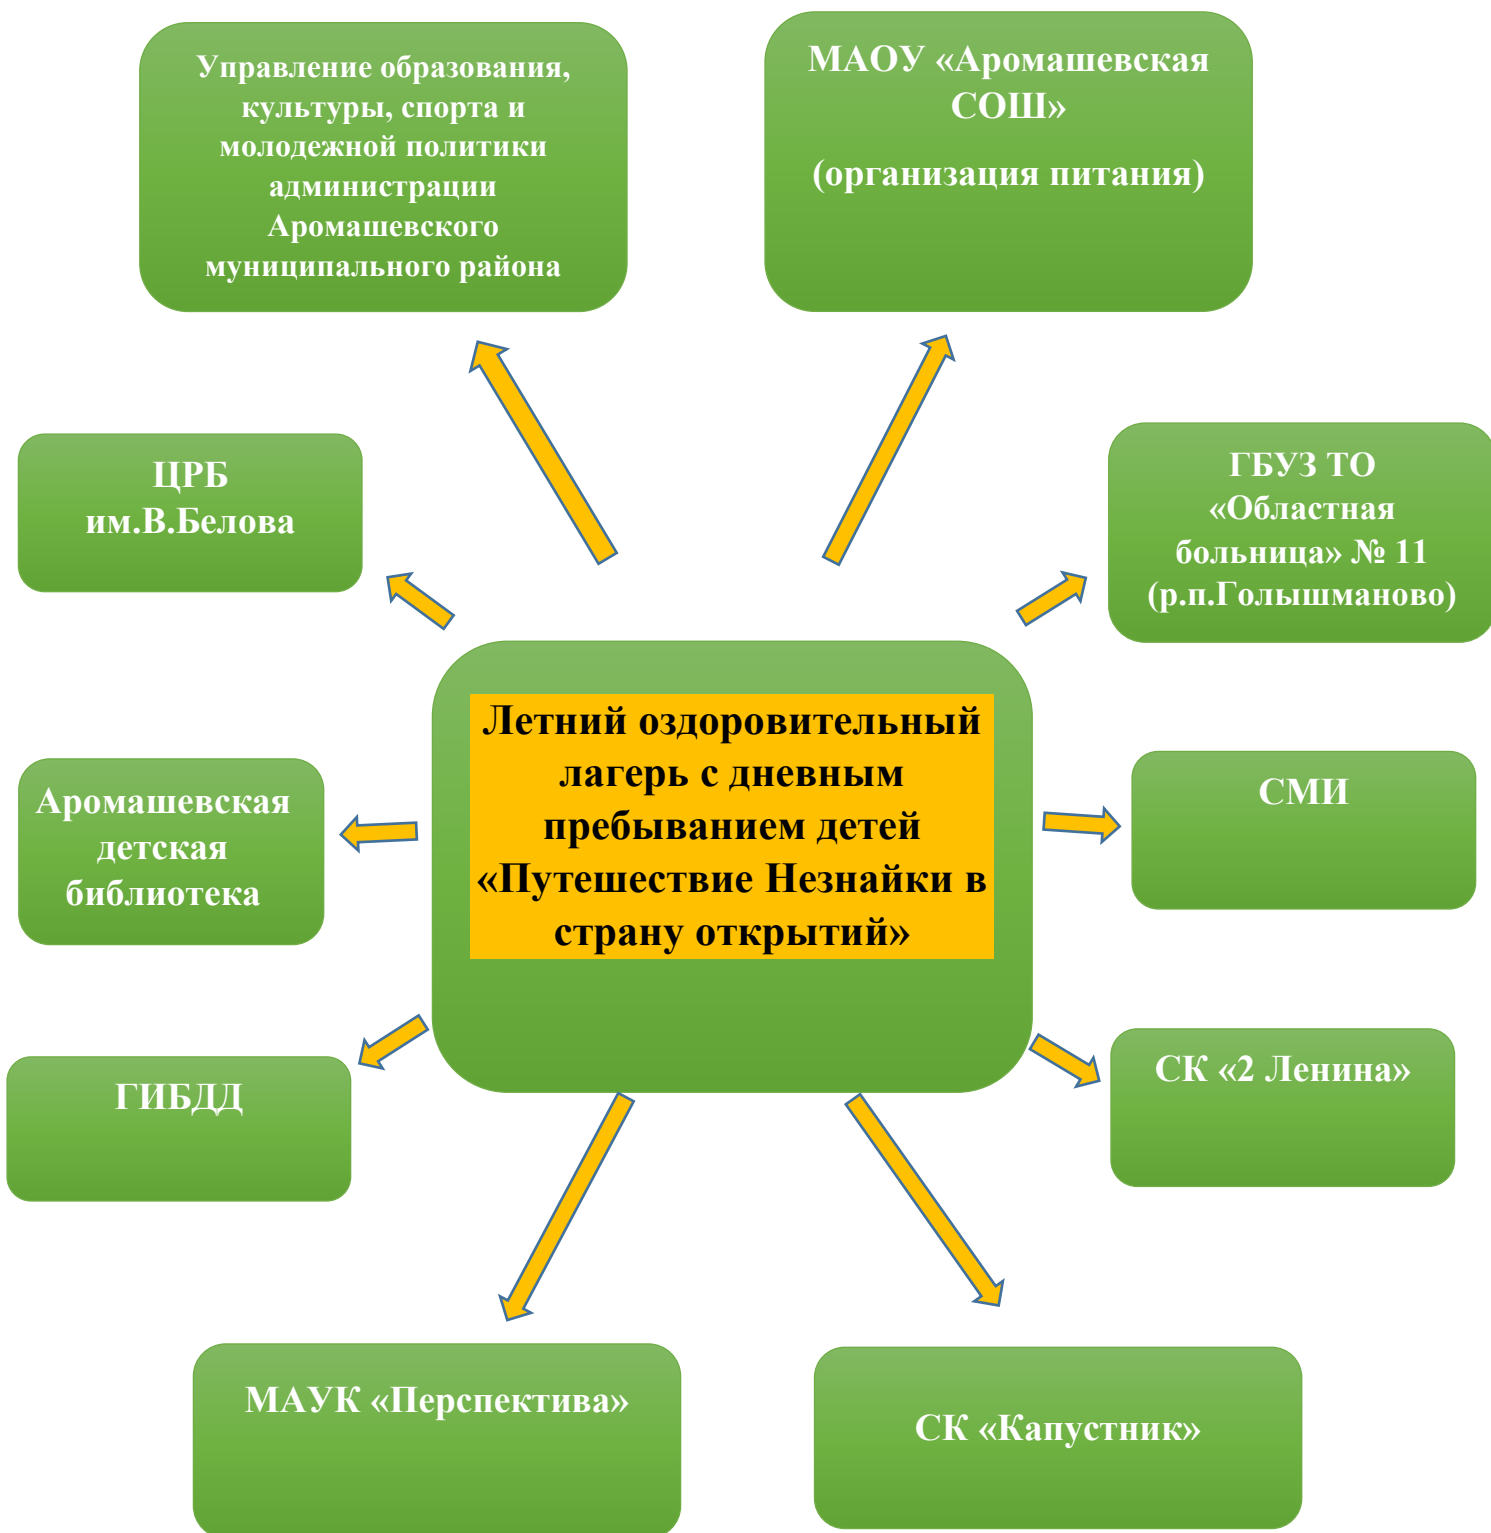 Управление образования,
культуры, спорта и
молодежной политики
администрации
Аромашевского
муниципального района
МАОУ «Аромашевская
СОШ»
(организация питания)
ЦРБ
им.В.Белова
ГБУЗ ТО
«Областная
больница» № 11
(р.п.Голышманово)
Летний оздоровительный
лагерь с дневным
пребыванием детей
«Путешествие Незнайки в
страну открытий»
Аромашевская
детская
библиотека
СМИ
ГИБДД
СК «2 Ленина»
МАУК «Перспектива»
СК «Капустник»